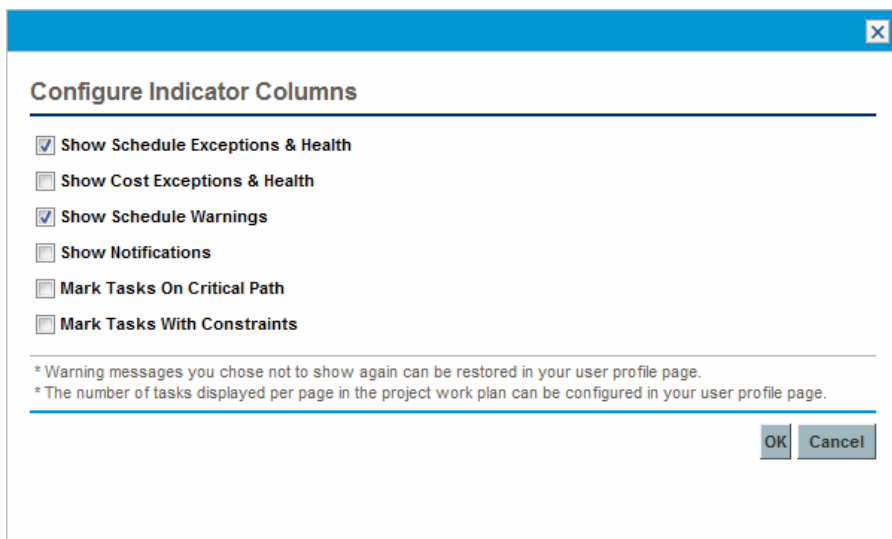 Configure Indicator Columns
Show Schedule Exceptions & Health
Show Cost Exceptions & Health
Show Schedule Warnings
Show Notifications
Mark Tasks On Critical Path
Mark Tasks With Constraints
* Warning messages you chose not to show again can be restored in your user profile page.
* The number of tasks displayed per page in the project work plan can be configured in your user profile page.
OK Cancel